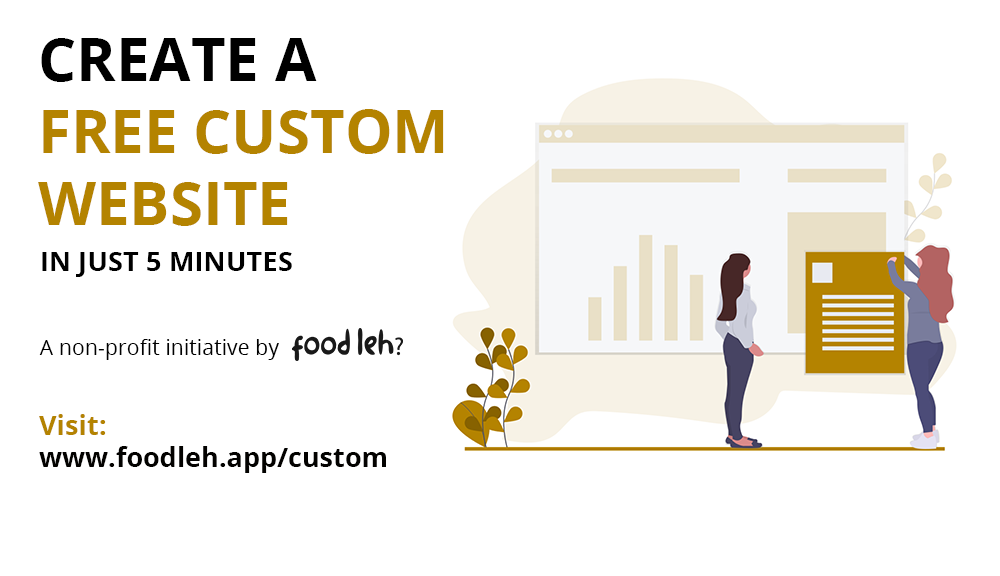 CREATE A
FREE CUSTOM
WEBSITE
IN JUST 5 MINUTES
A non-profit initiative by food leh?
Visit:
www.foodleh.app/custom